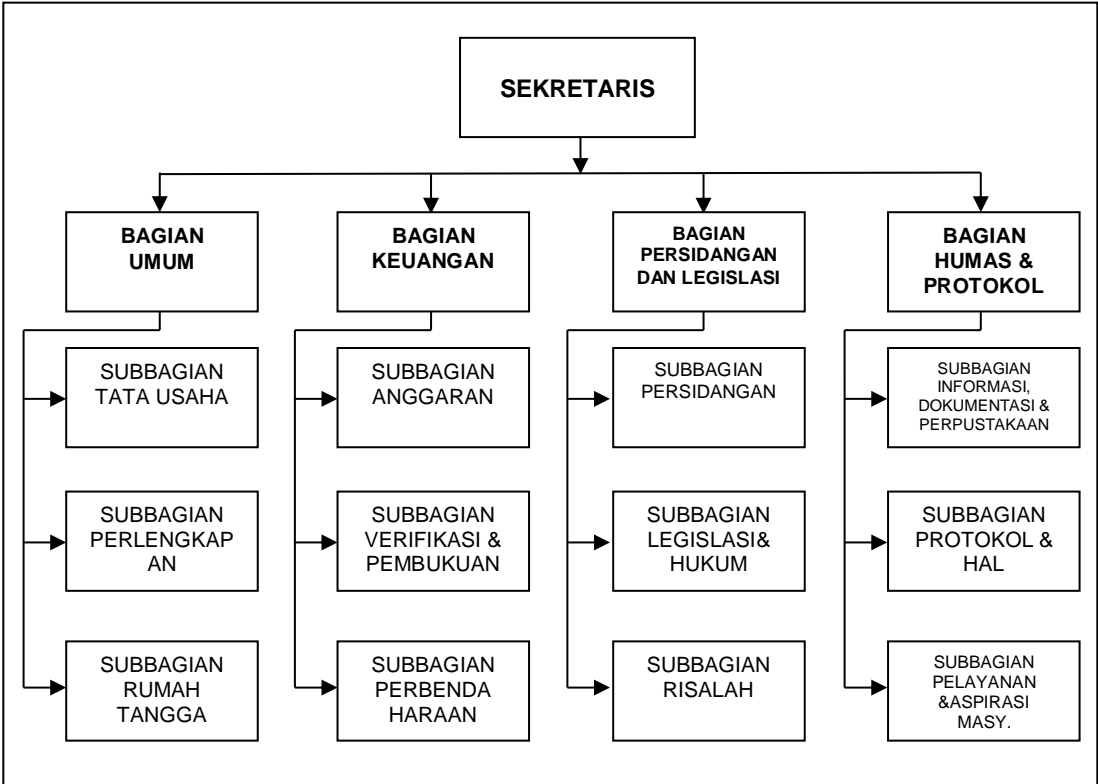 SEKRETARIS
BAGIAN
UMUM
BAGIAN
KEUANGAN
BAGIAN
PERSIDANGAN
DAN LEGISLASI
BAGIAN
HUMAS &
PROTOKOL
SUBBAGIAN
TATA USAHA
SUBBAGIAN
ANGGARAN
SUBBAGIAN
PERSIDANGAN
SUBBAGIAN
INFORMASI,
DOKUMENTASI &
PERPUSTAKAAN
SUBBAGIAN
PERLENGKAP
AN
SUBBAGIAN
VERIFIKASI &
PEMBUKUAN
SUBBAGIAN
LEGISLASI&
HUKUM
SUBBAGIAN
PROTOKOL &
HAL
SUBBAGIAN
RUMAH
TANGGA
SUBBAGIAN
PERBENDA
HARAAN
SUBBAGIAN
RISALAH
SUBBAGIAN
PELAYANAN
&ASPIRASI
MASY.